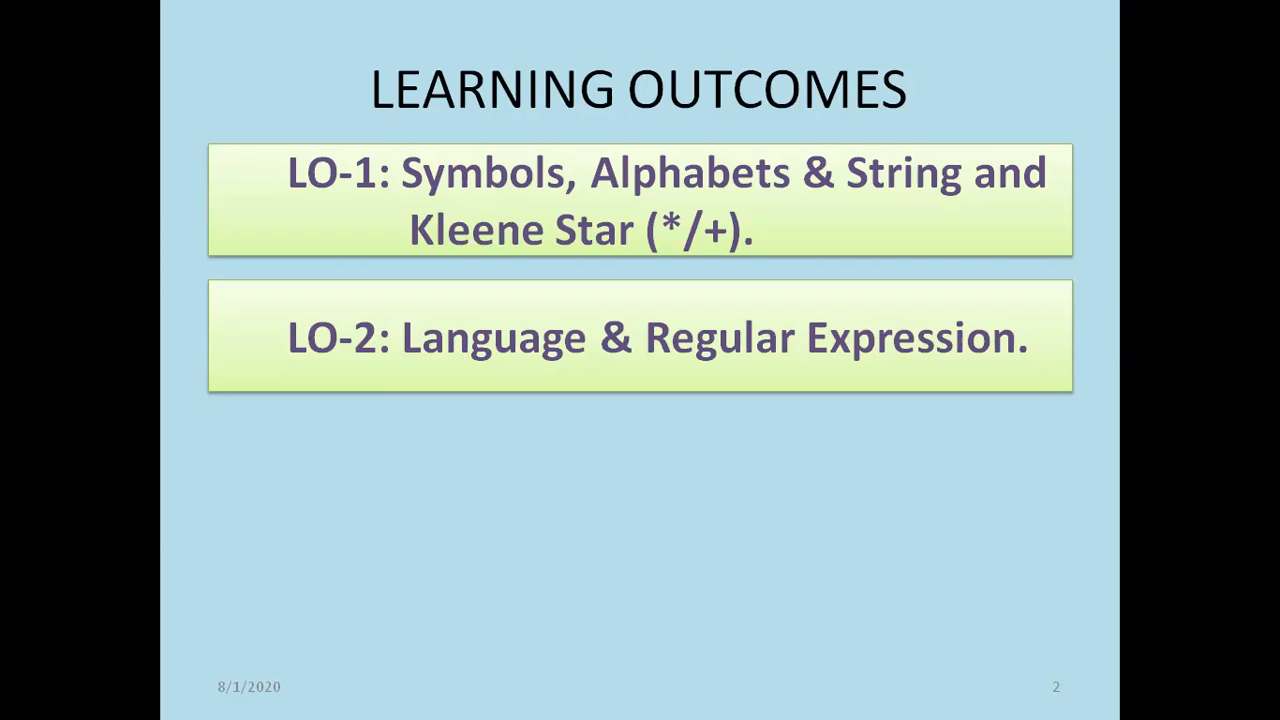 LEARNING OUTCOMES
LO-1: Symbols, Alphabets & String and
Kleene Star (*/+).
LO-2: Language & Regular Expression.
8/1/2020
2